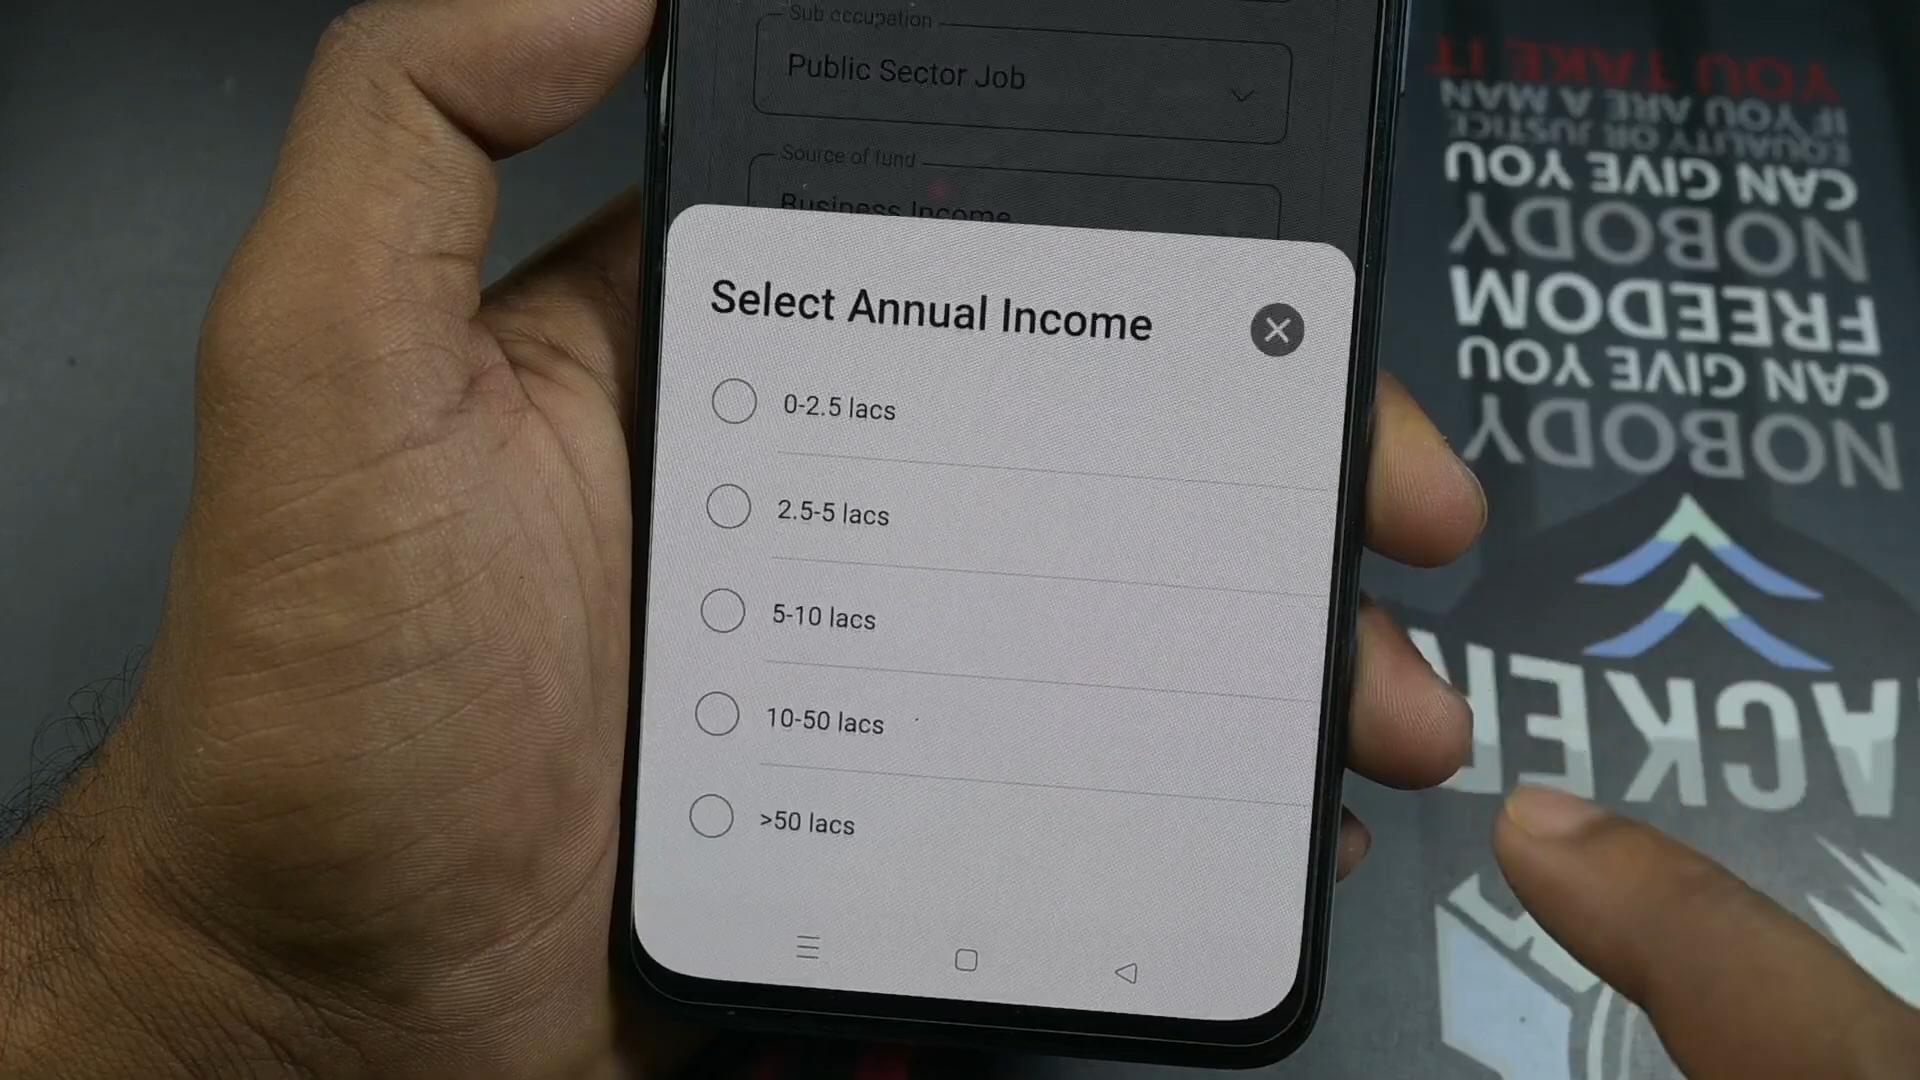 Sub occupation
Public Sector Job
Source of fund
Business Income
Select Annual Income
0-2.5 lacs
2.5-5 lacs
5-10 lacs
10-50 lacs
>50 lacs
NOBODY
CAN GIVE YOU
FREEDOM
NOBODY
CAN GIVE YOU
EQUALITY OR JUSTICE
IF YOU ARE A MAN
YOU TAKE IT
ACKER